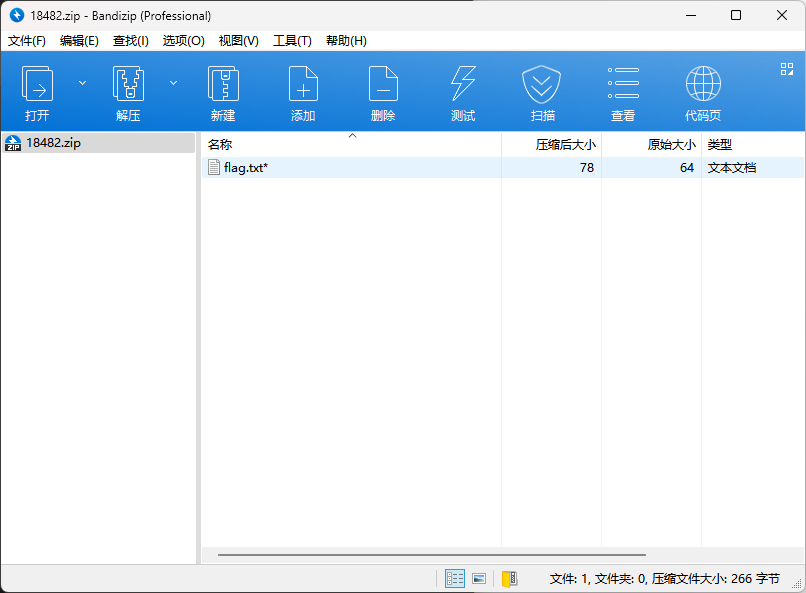 18482.zip - Bandizip (Professional)
文件(F) 编辑(E) 查找(I) 选项(O) 视图(V) 工具(T) 帮助(H)
打开 解压 新建 添加 删除 测试 扫描 查看 代码页
18482.zip
名称 压缩后大小 原始大小 类型
flag.txt* 78 64 文本文档
文件: 1, 文件夹: 0, 压缩文件大小: 266 字节